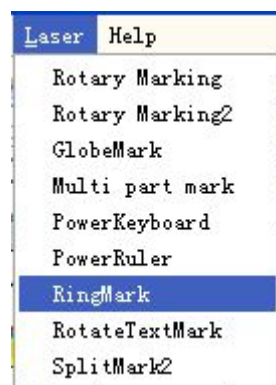 Laser Help
Rotary Marking
Rotary Marking2
GlobeMark
Multi part mark
PowerKeyboard
PowerRuler
RingMark
RotateTextMark
SplitMark2